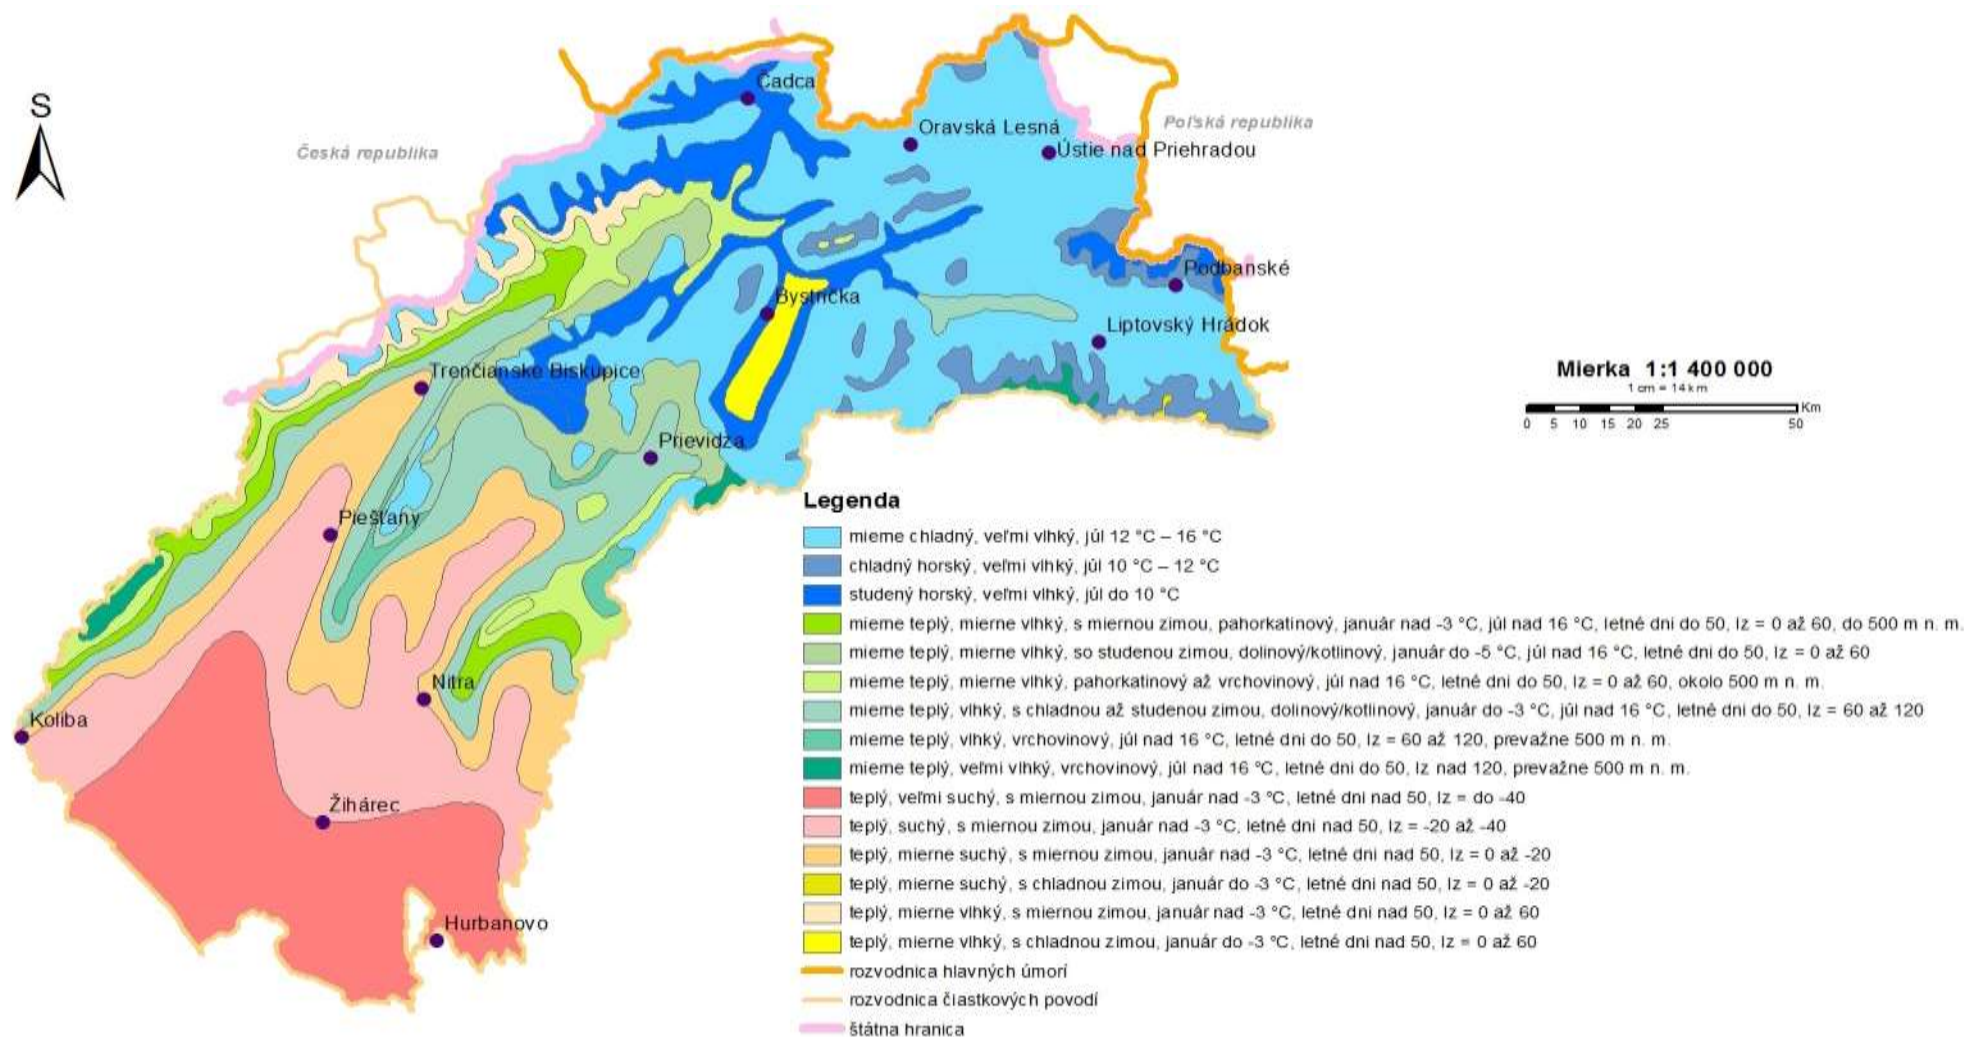 S
Česká republika
Poľská republika
Čadca
Oravská Lesná
Ústie nad Priehradou
Podbanské
Bystrička
Liptovský Hrádok
Trenčianske Biskupice
Prievidza
Piešťany
Nitra
Koliba
Žihárec
Hurbanovo
Mierka 1:1 400 000
1 cm = 14 km
Km
0 5 10 15 20 25 50
Legenda
mierne chladný, veľmi vlhký, júl 12 °C – 16 °C
chladný horský, veľmi vlhký, júl 10 °C – 12 °C
studený horský, veľmi vlhký, júl do 10 °C
mierne teplý, mierne vlhký, s miernou zimou, pahorkatinový, január nad -3 °C, júl nad 16 °C, letné dni do 50, Iz = 0 až 60, do 500 m n. m.
mierne teplý, mierne vlhký, so studenou zimou, dolinový/kotlinový, január do -5 °C, júl nad 16 °C, letné dni do 50, Iz = 0 až 60
mierne teplý, mierne vlhký, pahorkatinový až vrchovinový, júl nad 16 °C, letné dni do 50, Iz = 0 až 60, okolo 500 m n. m.
mierne teplý, vlhký, s chladnou až studenou zimou, dolinový/kotlinový, január do -3 °C, júl nad 16 °C, letné dni do 50, Iz = 60 až 120
mierne teplý, vlhký, vrchovinový, júl nad 16 °C, letné dni do 50, Iz = 60 až 120, prevažne 500 m n. m.
mierne teplý, veľmi vlhký, vrchovinový, júl nad 16 °C, letné dni do 50, Iz nad 120, prevažne 500 m n. m.
teplý, veľmi suchý, s miernou zimou, január nad -3 °C, letné dni nad 50, Iz = do -40
teplý, suchý, s miernou zimou, január nad -3 °C, letné dni nad 50, Iz = -20 až -40
teplý, mierne suchý, s miernou zimou, január nad -3 °C, letné dni nad 50, Iz = 0 až -20
teplý, mierne suchý, s chladnou zimou, január do -3 °C, letné dni nad 50, Iz = 0 až -20
teplý, mierne vlhký, s miernou zimou, január nad -3 °C, letné dni nad 50, Iz = 0 až 60
teplý, mierne vlhký, s chladnou zimou, január do -3 °C, letné dni nad 50, Iz = 0 až 60
rozvodnica hlavných úmorí
rozvodnica čiastkových povodí
štátna hranica